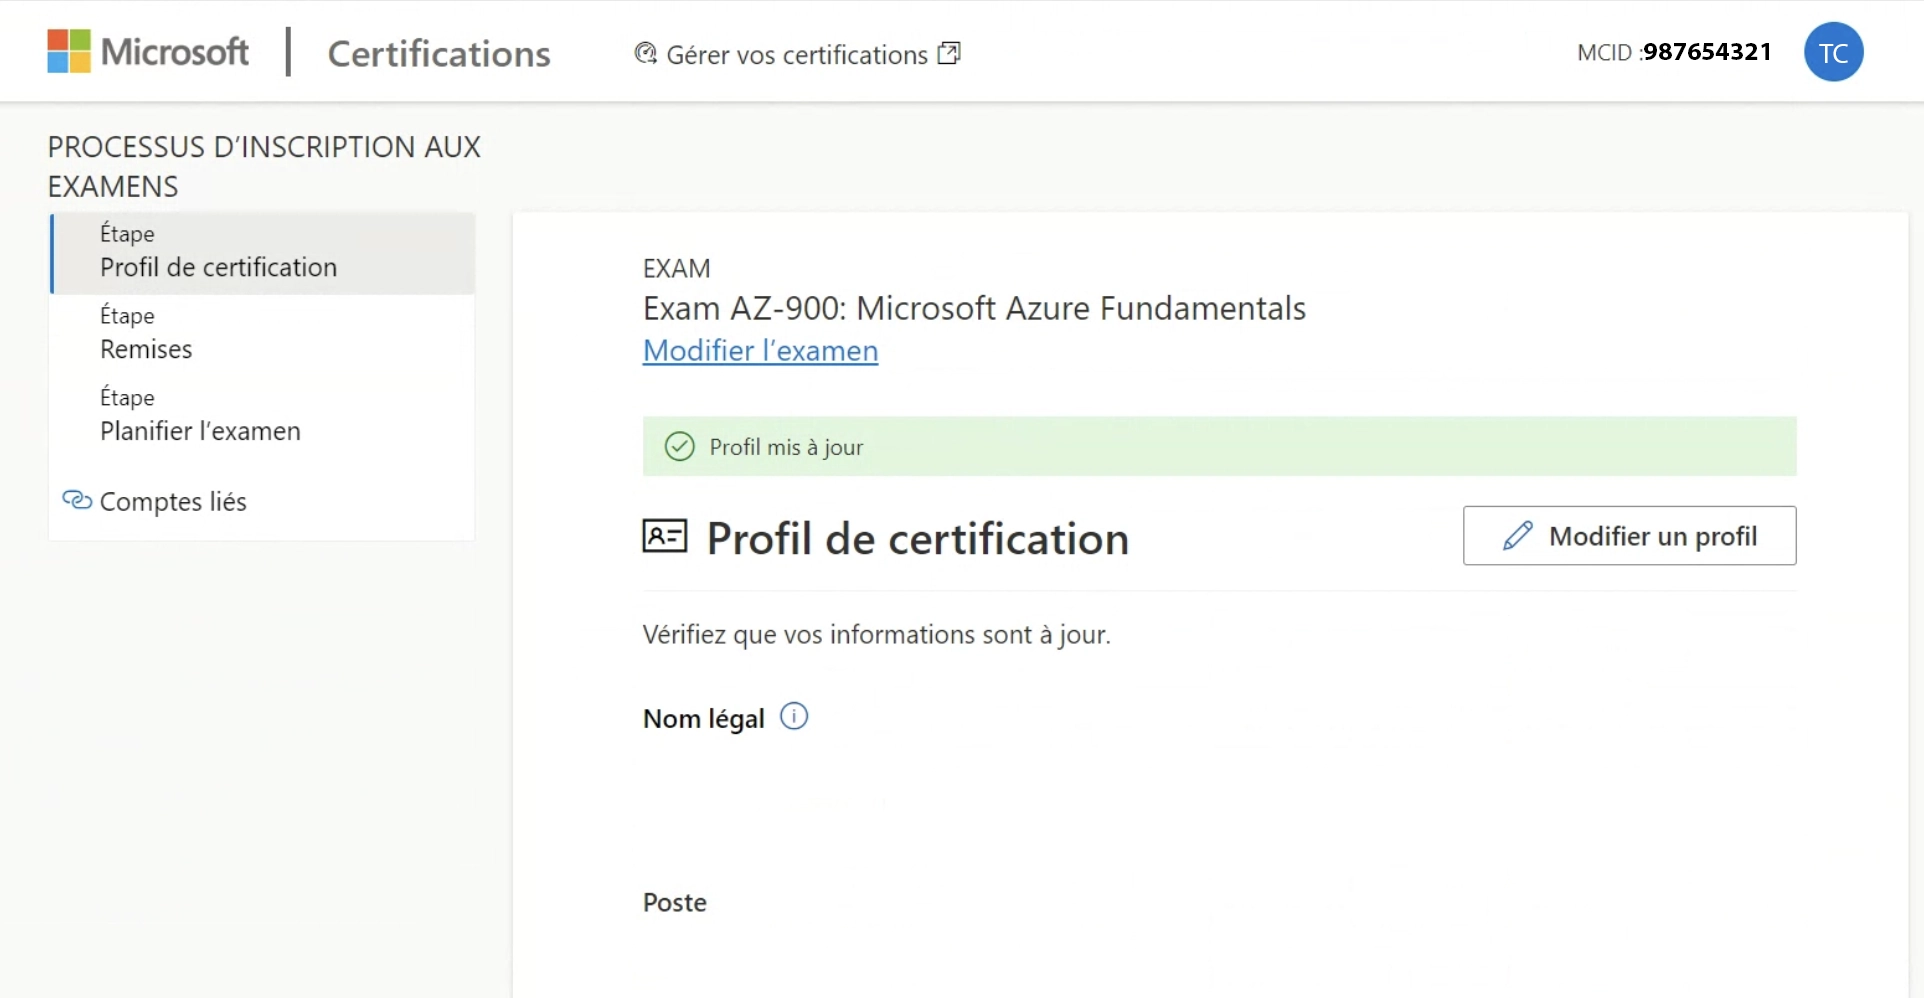 Microsoft | Certifications Gérer vos certifications MCID :987654321 TC
PROCESSUS D’INSCRIPTION AUX
EXAMENS
Étape
Profil de certification
Étape
Remises
Étape
Planifier l’examen
Comptes liés
EXAM
Exam AZ-900: Microsoft Azure Fundamentals
Modifier l’examen
Profil mis à jour
Profil de certification Modifier un profil
Vérifiez que vos informations sont à jour.
Nom légal
Poste